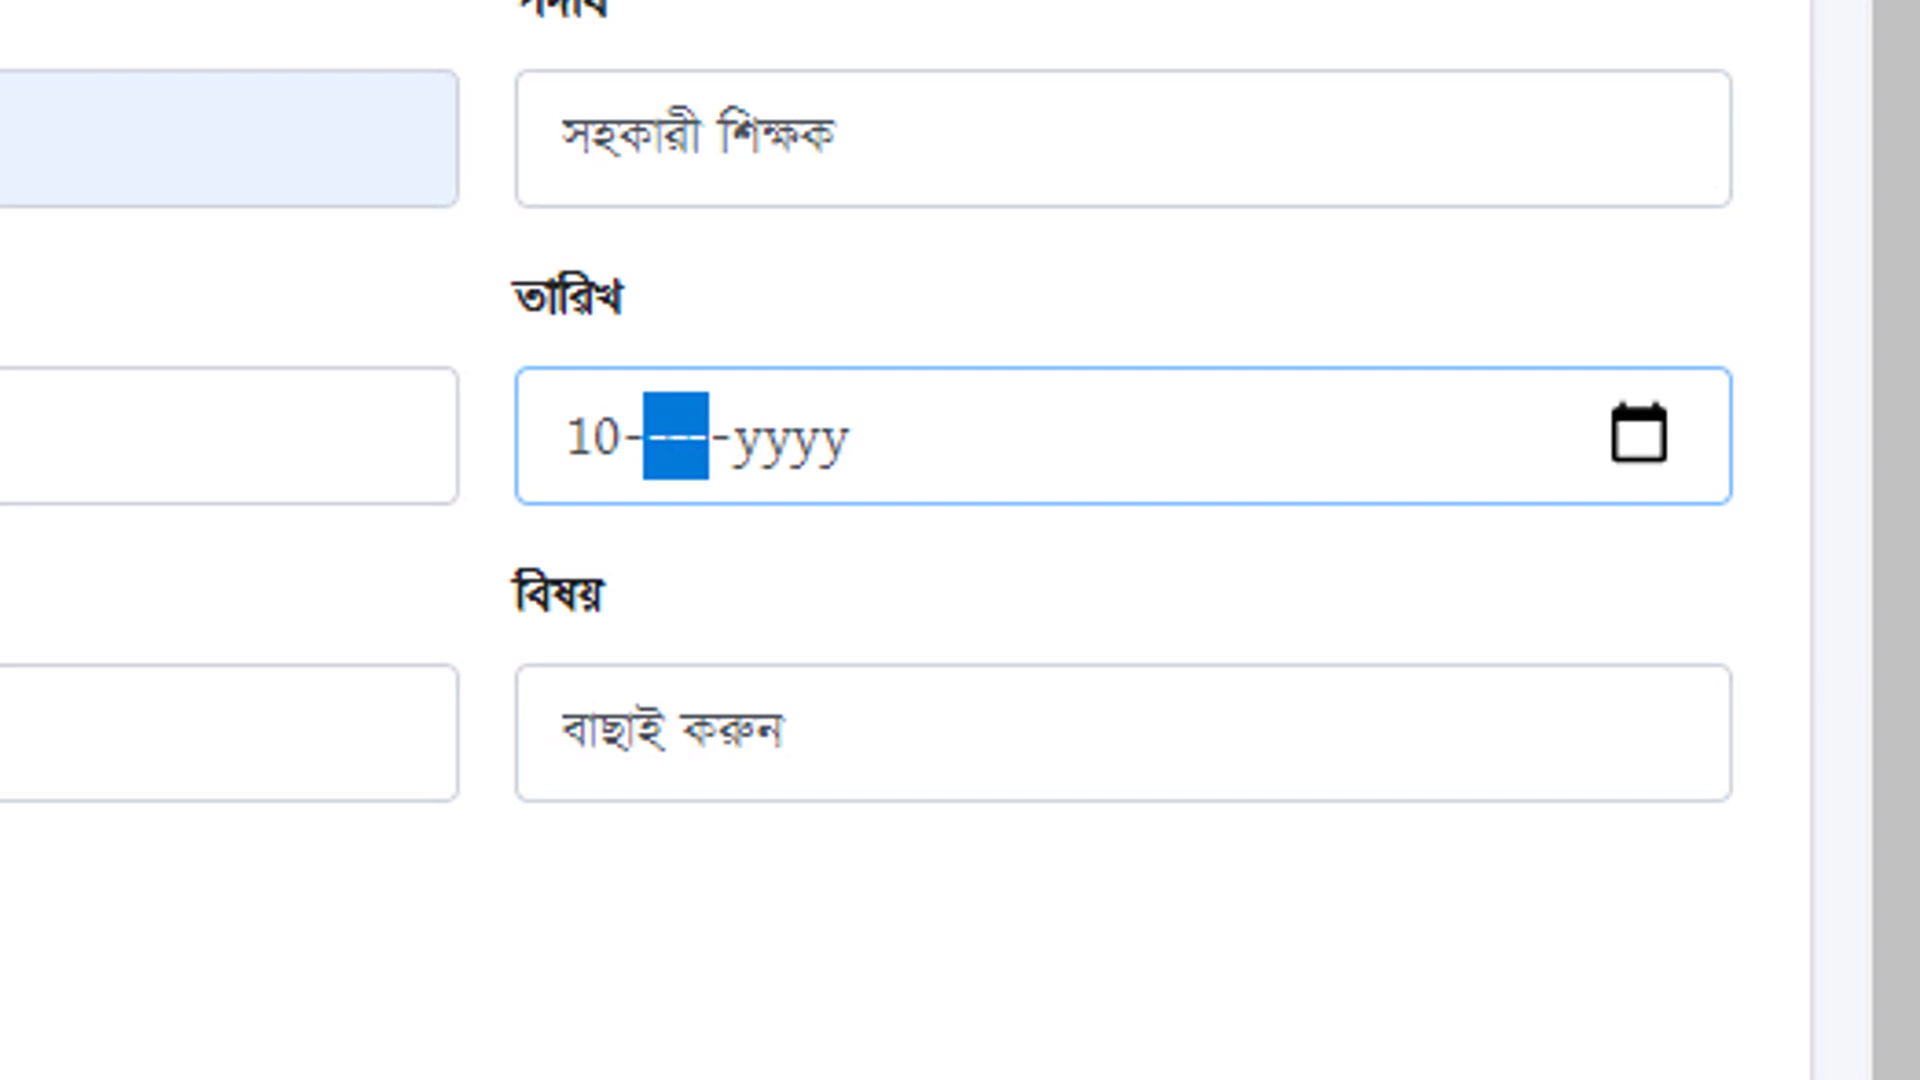 সহকারী শিক্ষক
তারিখ
10----yyyy
বিষয়
বাছাই করুন